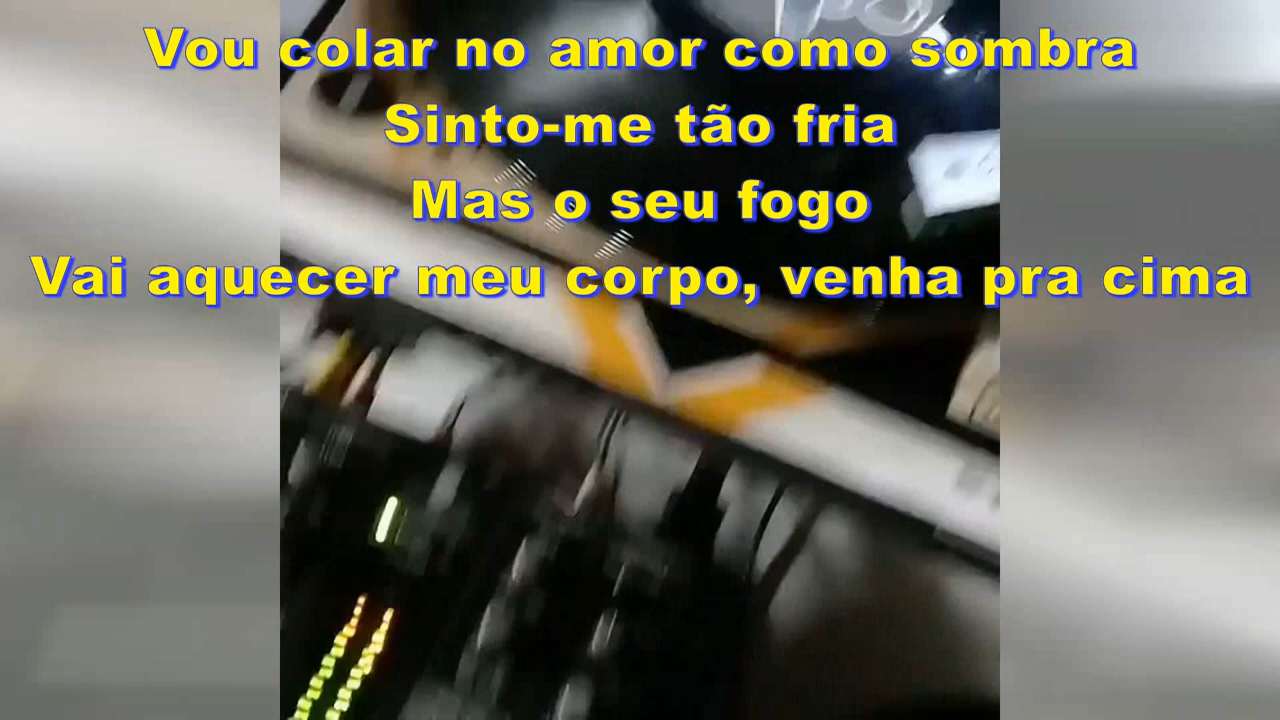 Vou colar no amor como sombra
Sinto-me tão fria
Mas o seu fogo
Vai aquecer meu corpo, venha pra cima